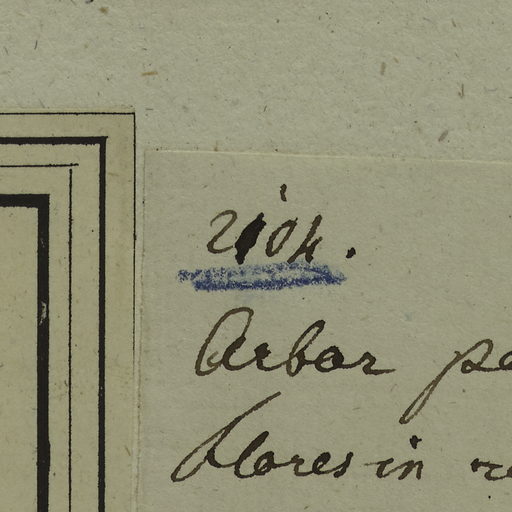 2104.
Arbor
flores in